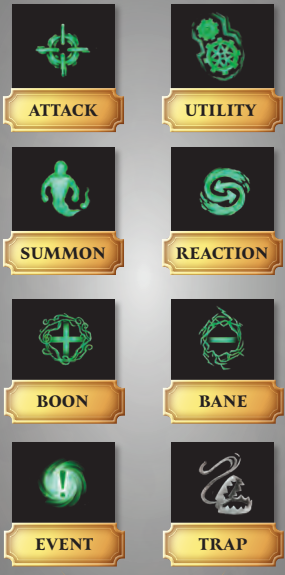 ATTACK
UTILITY
SUMMON
REACTION
BOON
BANE
EVENT
TRAP